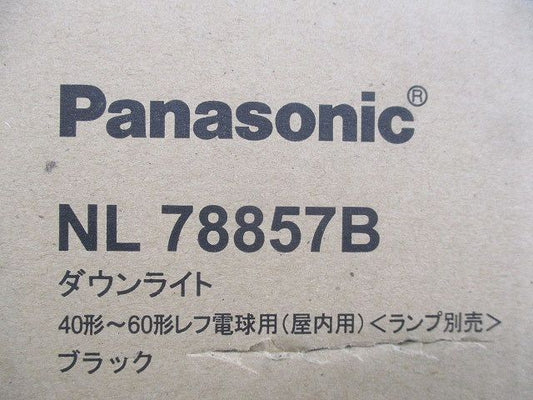 Panasonic®
NL 78857B
ダウンライト
40形～60形レフ電球用(屋内用)<ランプ別売>
ブラック